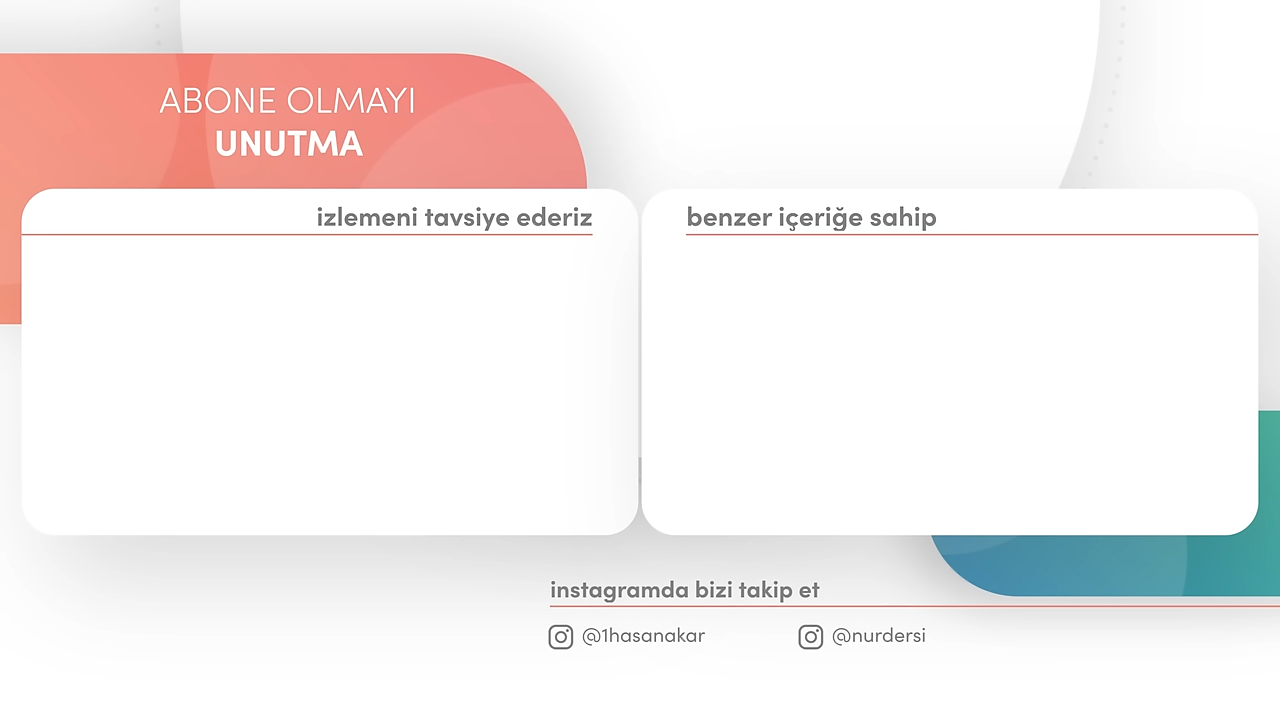 ABONE OLMAYI
UNUTMA
izlemeni tavsiye ederiz
benzer içeriğe sahip
instagramda bizi takip et
@1hasanakar
@nurdersi